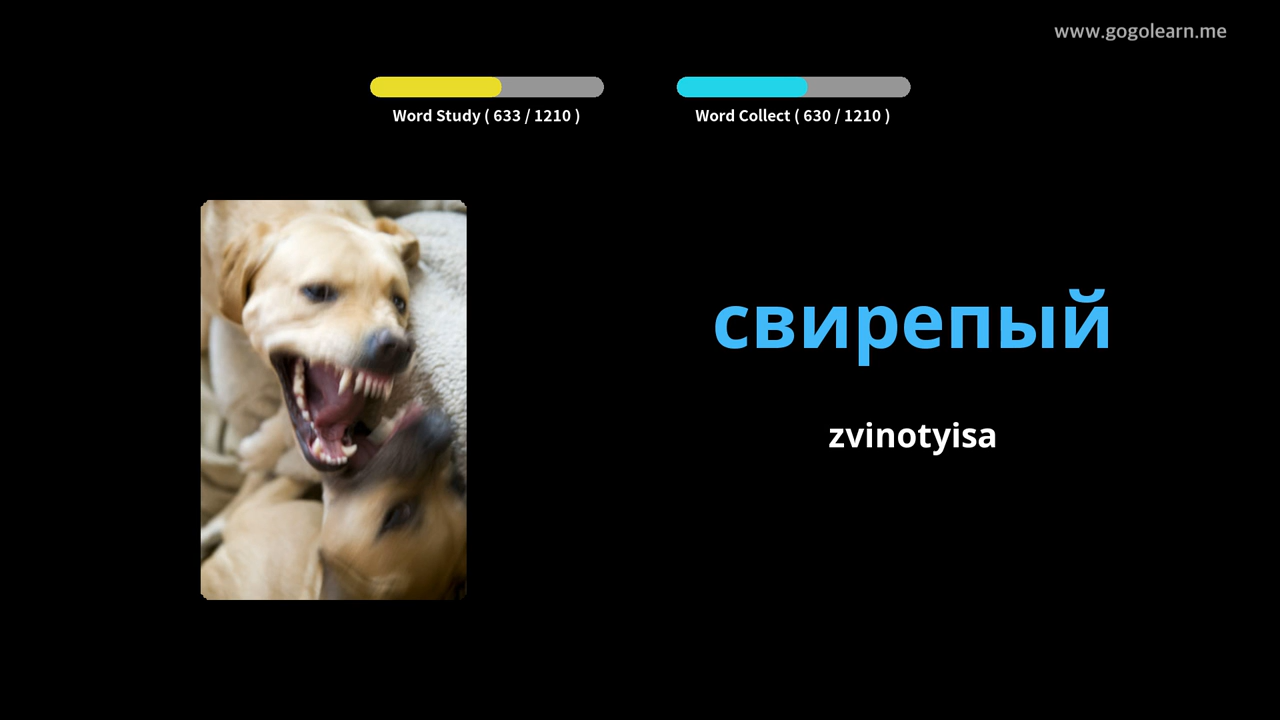 www.gogolearn.me
Word Study ( 633 / 1210 )
Word Collect ( 630 / 1210 )
свирепый
zvinotyisa